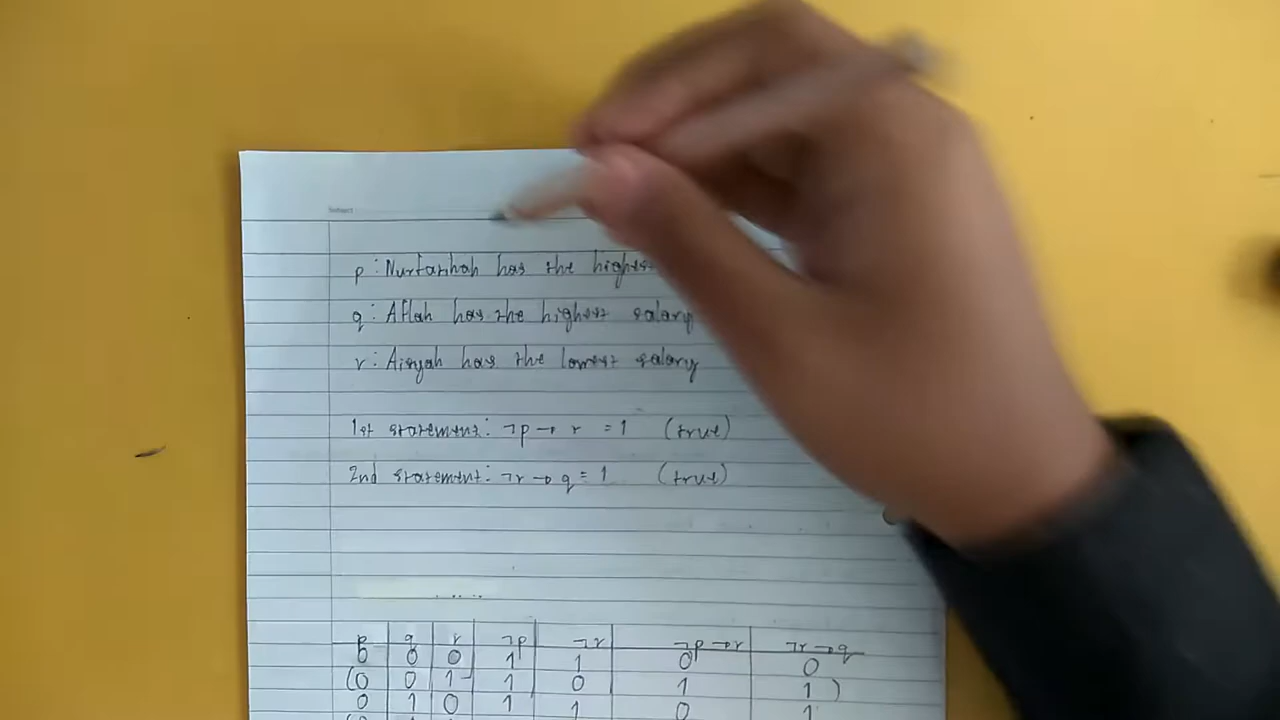 Subject
p : Nurfarihah has the highest
q : Aflah has the highest salary
r : Aisyah has the lowest salary
1st statement : ¬p → r = 1 (true)
2nd statement : ¬r → q = 1 (true)
p q r ¬p ¬r ¬p → r ¬r → q
0 0 0 1 1 0 0
(0 0 1 1 0 1 1 )
0 1 0 1 1 0 1